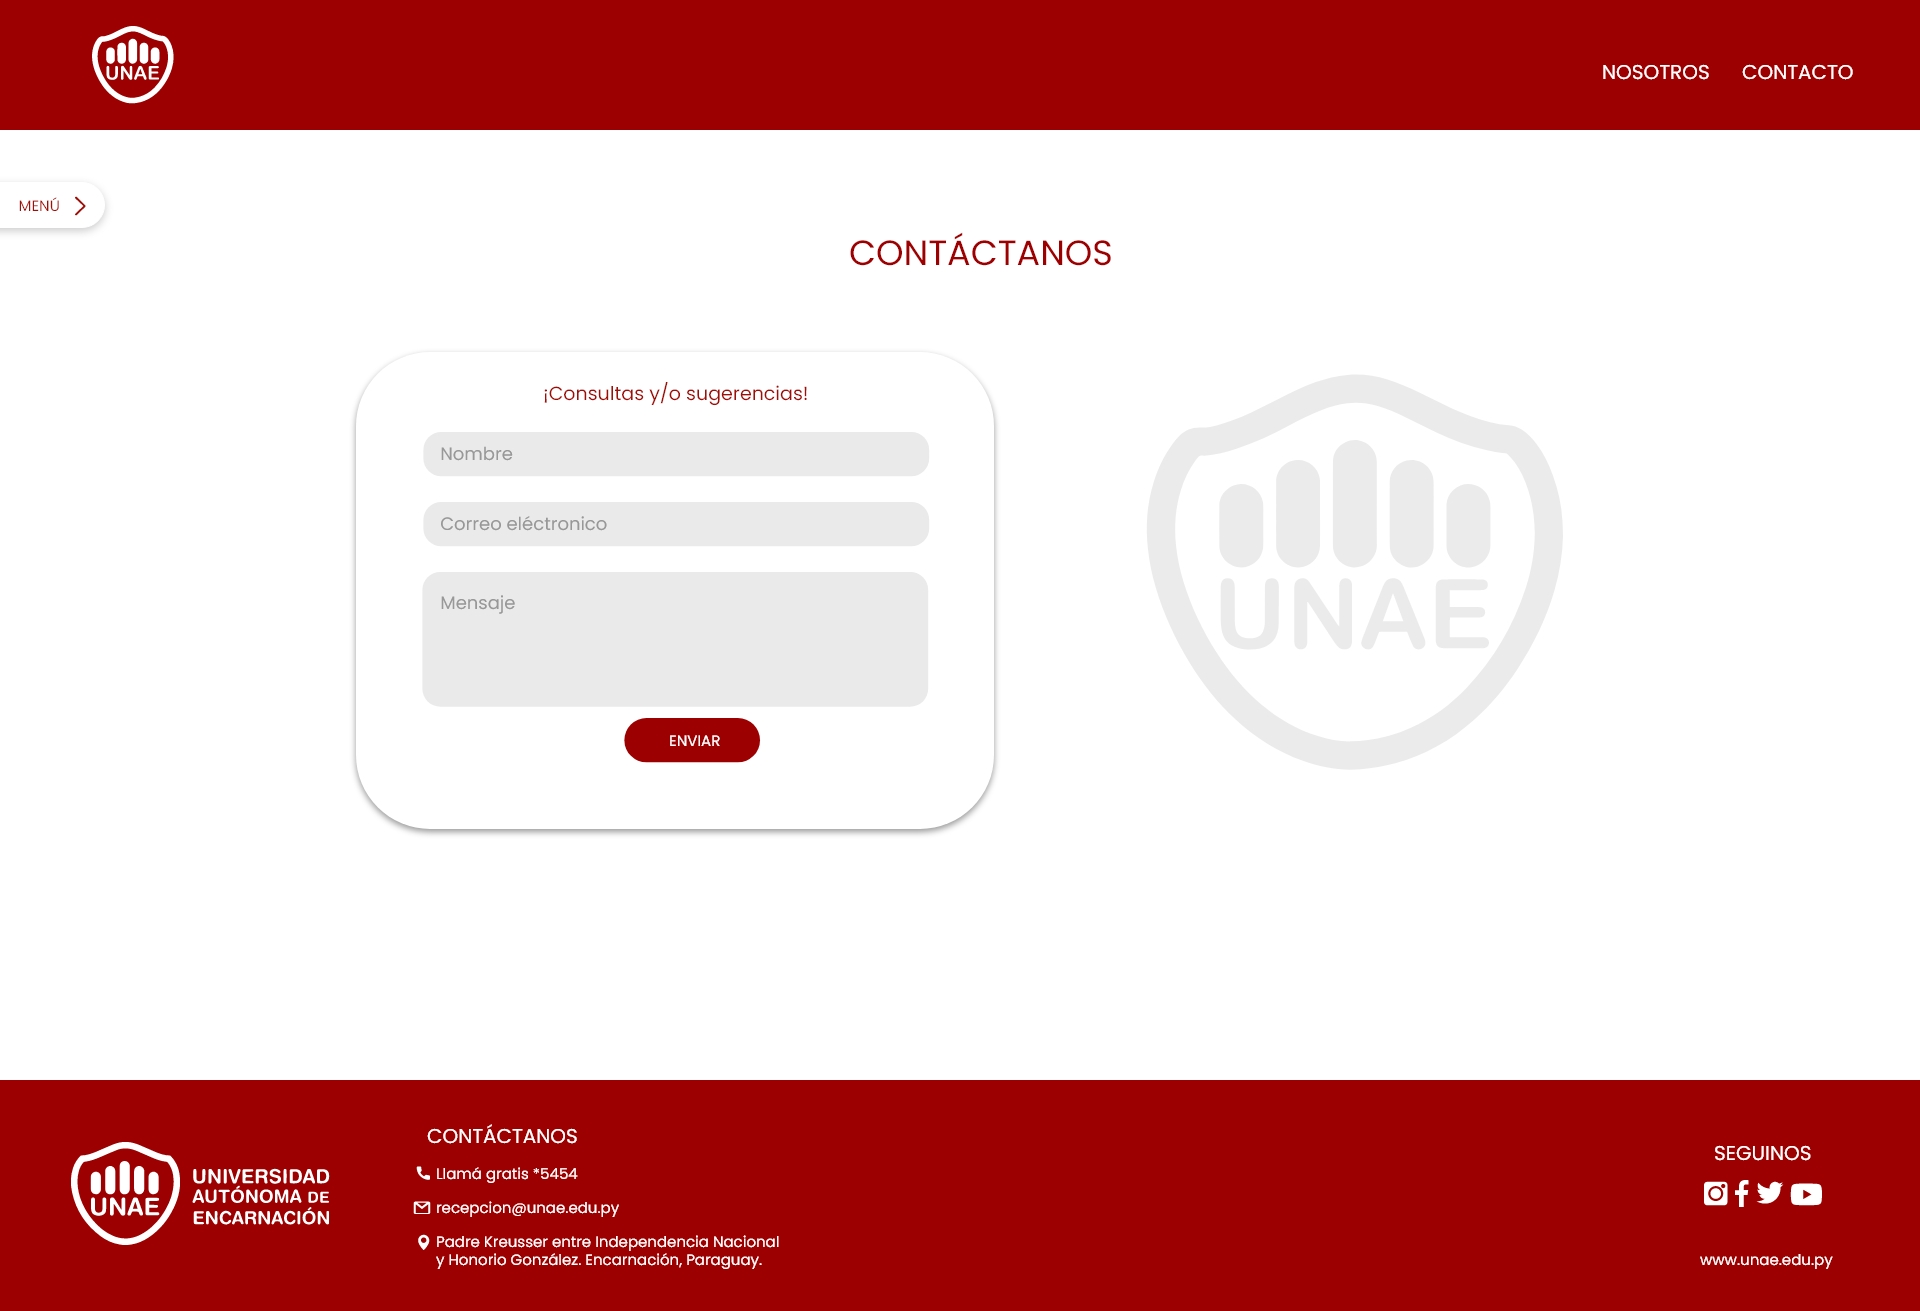 UNAE
NOSOTROS CONTACTO
MENÚ
CONTÁCTANOS
¡Consultas y/o sugerencias!
Nombre
Correo eléctronico
Mensaje
ENVIAR
UNAE
UNAE
UNIVERSIDAD
AUTÓNOMA DE
ENCARNACIÓN
CONTÁCTANOS
Llamá gratis *5454
recepcion@unae.edu.py
Padre Kreusser entre Independencia Nacional
y Honorio González. Encarnación, Paraguay.
SEGUINOS
www.unae.edu.py